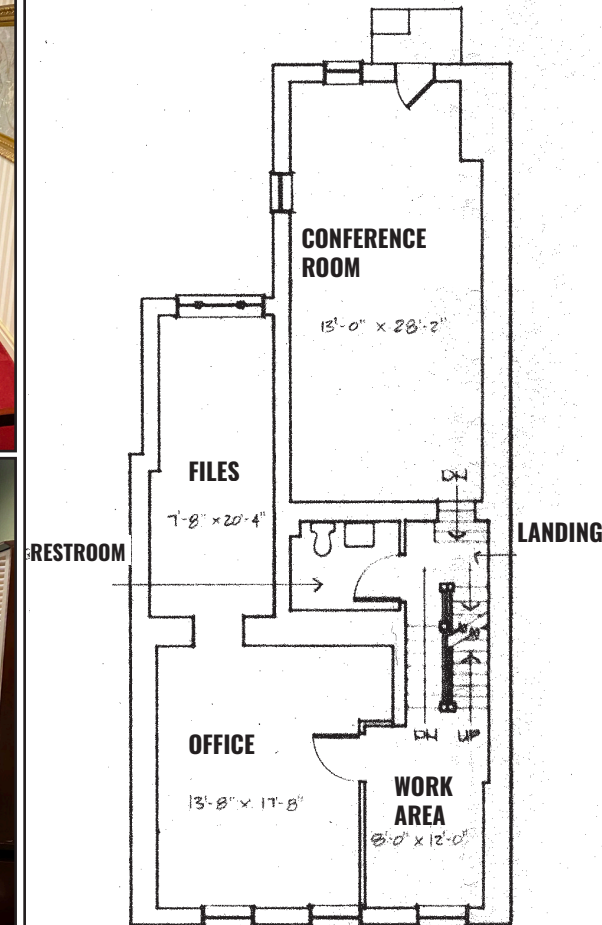 CONFERENCE
ROOM
13'-0" x 28'-2"
DN
FILES
7'-8" x 20'-4"
LANDING
RESTROOM
DN
UP
OFFICE
13'-8" x 17'-8"
WORK
AREA
8'-0" x 12'-0"